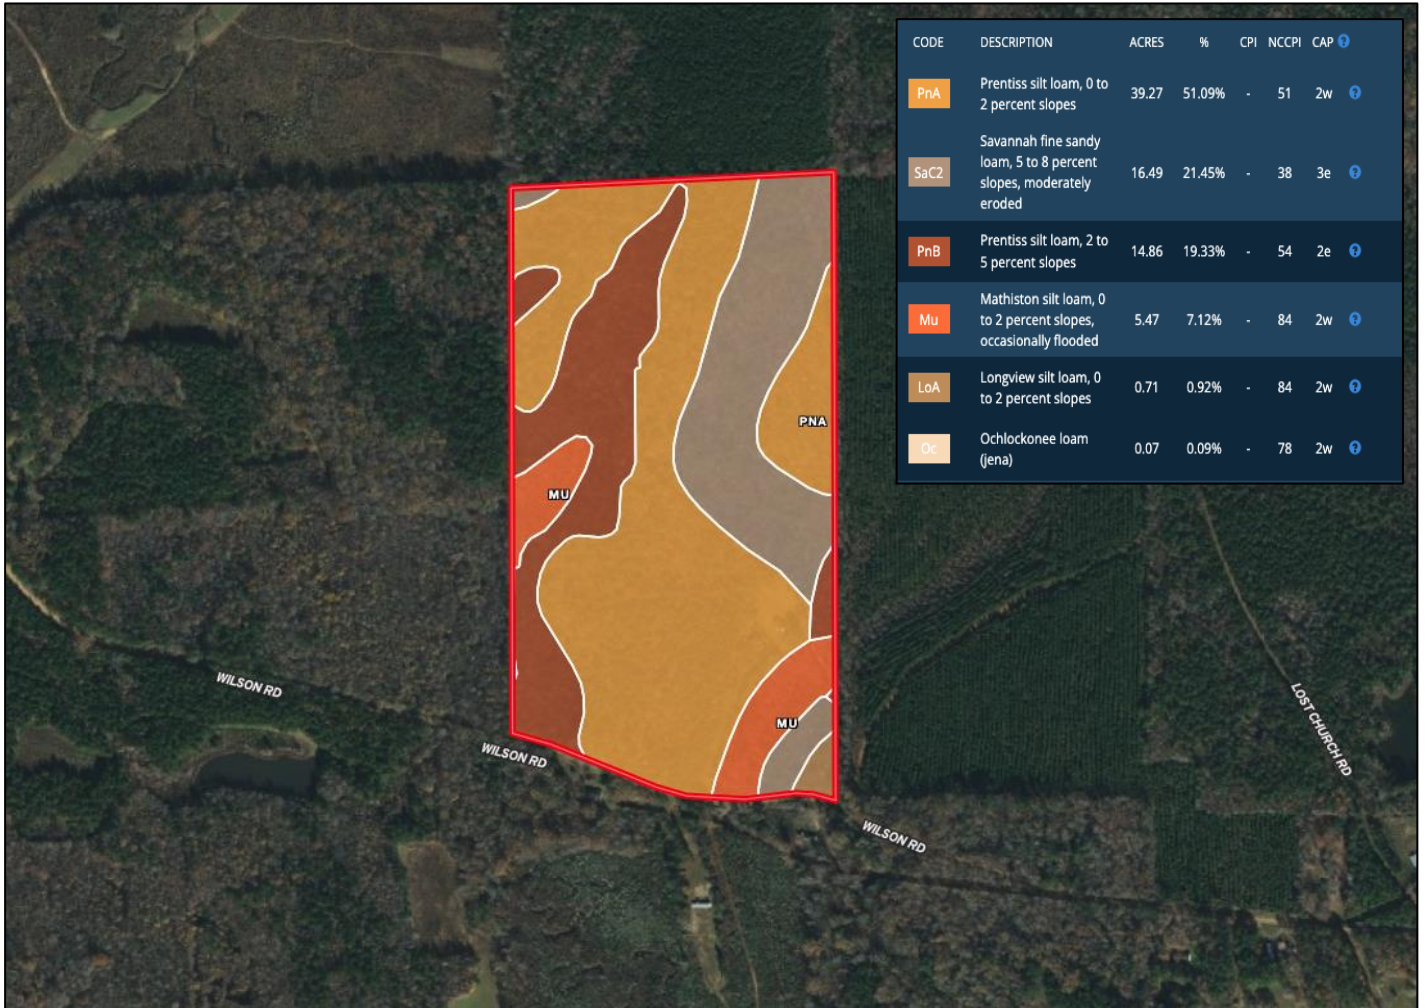 CODE DESCRIPTION ACRES % CPI NCCPI CAP ?
PnA Prentiss silt loam, 0 to 39.27 51.09% - 51 2w ?
2 percent slopes
Savannah fine sandy
loam, 5 to 8 percent
SaC2 slopes, moderately 16.49 21.45% - 38 3e ?
eroded
PnB Prentiss silt loam, 2 to 14.86 19.33% - 54 2e ?
5 percent slopes
Mathiston silt loam, 0
Mu to 2 percent slopes, 5.47 7.12% - 84 2w ?
occasionally flooded
LoA Longview silt loam, 0 0.71 0.92% - 84 2w ?
to 2 percent slopes
Oc Ochlockonee loam 0.07 0.09% - 78 2w ?
(jena)
PNA
MU
WILSON RD
MU
LOST CHURCH RD
WILSON RD
WILSON RD